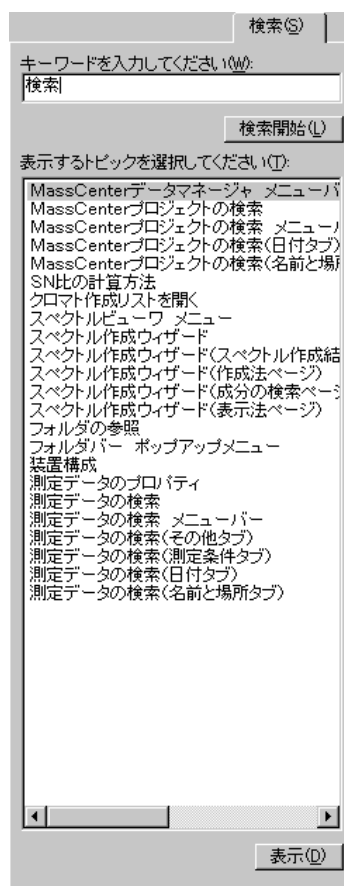 検索(S)
キーワードを入力してください(W):
検索
検索開始(L)
表示するトピックを選択してください(T):
MassCenterデータマネージャ メニューバ
MassCenterプロジェクトの検索
MassCenterプロジェクトの検索 メニューバ
MassCenterプロジェクトの検索(日付タブ)
MassCenterプロジェクトの検索(名前と場所
SN比の計算方法
クロマト作成リストを開く
スペクトルビューワ メニュー
スペクトル作成ウィザード
スペクトル作成ウィザード(スペクトル作成結
スペクトル作成ウィザード(作成法ページ)
スペクトル作成ウィザード(成分の検索ページ
スペクトル作成ウィザード(表示法ページ)
フォルダの参照
フォルダバー ポップアップメニュー
装置構成
測定データのプロパティ
測定データの検索
測定データの検索 メニューバー
測定データの検索(その他タブ)
測定データの検索(測定条件タブ)
測定データの検索(日付タブ)
測定データの検索(名前と場所タブ)
表示(D)